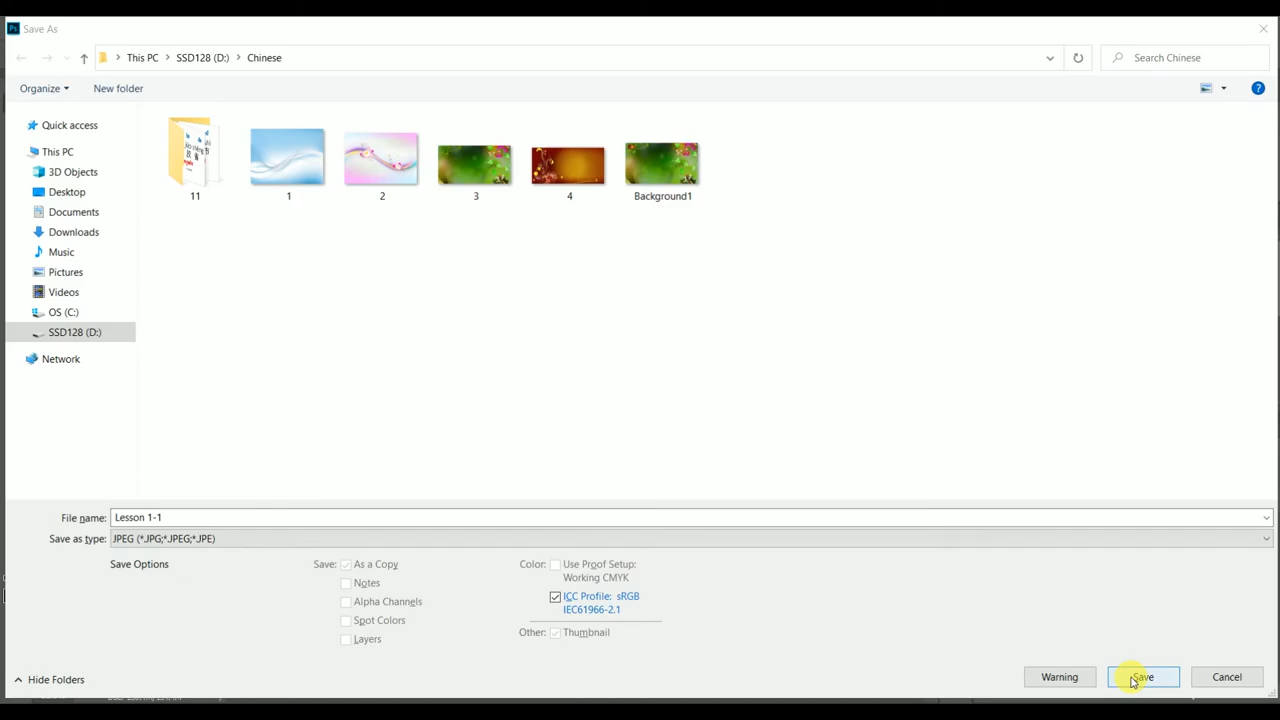 Ps Save As
This PC SSD128 (D:) Chinese
Search Chinese
Organize
New folder
?
Quick access
This PC
3D Objects
Desktop
Documents
Downloads
Music
Pictures
Videos
OS (C:)
SSD128 (D:)
Network
11
1
2
3
4
Background1
File name: Lesson 1-1
Save as type: JPEG (*.JPG;*.JPEG;*.JPE)
Save Options
Save: As a Copy
Notes
Alpha Channels
Spot Colors
Layers
Color: Use Proof Setup:
Working CMYK
ICC Profile: sRGB
IEC61966-2.1
Other: Thumbnail
Hide Folders
Warning
Save
Cancel